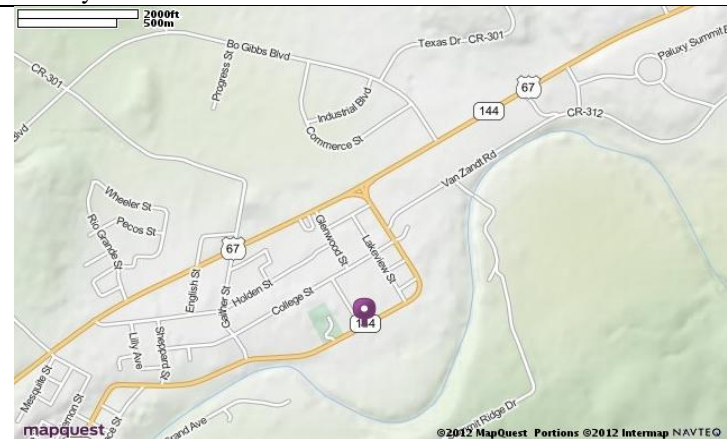 2000ft
500m
Bo Gibbs Blvd
Texas Dr
CR-301
Paluxy Summit B
CR-301
Progress St
67
144
Industrial Blvd
CR-312
Commerce St
Van Zandt Rd
Wheeler St
Rio Grande St
Pecos St
Glenwood St
Lakeview St
67
English St
Holden St
College St
Gaither St
Lilly Ave
Sheppard St
Mesquite St
mapquest
©2012 MapQuest Portions ©2012 Intermap NAVTEQ